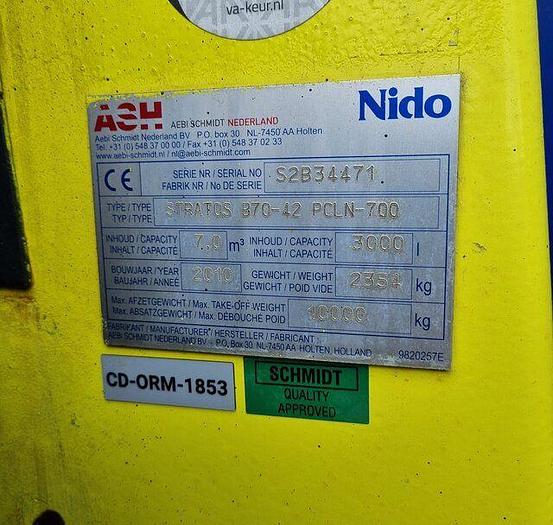 va-keur.nl
ASH AEBI SCHMIDT NEDERLAND Nido
Aebi Schmidt Nederland BV P.O. box 30 NL-7450 AA Holten
Tel. +31 (0) 548 37 00 00 / Fax +31 (0) 548 37 02 33
www.aebi-schmidt.nl / nl@aebi-schmidt.com
CE SERIE NR / SERIAL NO S2B34471
FABRIK NR / No DE SERIE
TYPE / TYPE STRATOS B70-42 PCLN-700
TYP / TYPE
INHOUD / CAPACITY 7,0 m³ INHOUD / CAPACITY 3000 l
INHALT / CAPACITÉ INHALT / CAPACITÉ
BOUWJAAR / YEAR 2010 GEWICHT / WEIGHT 2354 kg
BAUJAHR / ANNEÉ GEWICHT / POID VIDE
Max. AFZETGEWICHT / Max. TAKE-OFF WEIGHT 10000 kg
Max. ABSATZGEWICHT / Max. DÉBOUCHÉ POID
FABRIKANT / MANUFACTURER / HERSTELLER / FABRICANT
AEBI SCHMIDT NEDERLAND BV - P.O. Box 30 NL-7450 AA HOLTEN, HOLLAND 9820257E
CD-ORM-1853
SCHMIDT
QUALITY
APPROVED